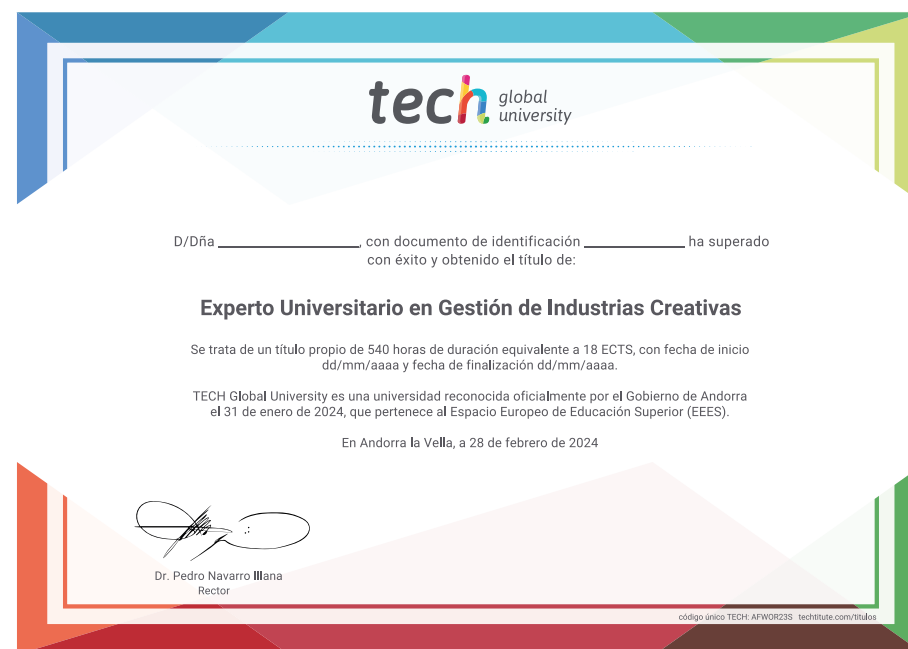 tech global university
D/Dña ____________________, con documento de identificación ______________ ha superado
con éxito y obtenido el título de:
Experto Universitario en Gestión de Industrias Creativas
Se trata de un título propio de 540 horas de duración equivalente a 18 ECTS, con fecha de inicio
dd/mm/aaaa y fecha de finalización dd/mm/aaaa.
TECH Global University es una universidad reconocida oficialmente por el Gobierno de Andorra
el 31 de enero de 2024, que pertenece al Espacio Europeo de Educación Superior (EEES).
En Andorra la Vella, a 28 de febrero de 2024
Dr. Pedro Navarro Illana
Rector
código único TECH: AFWOR23S techtitute.com/titulos